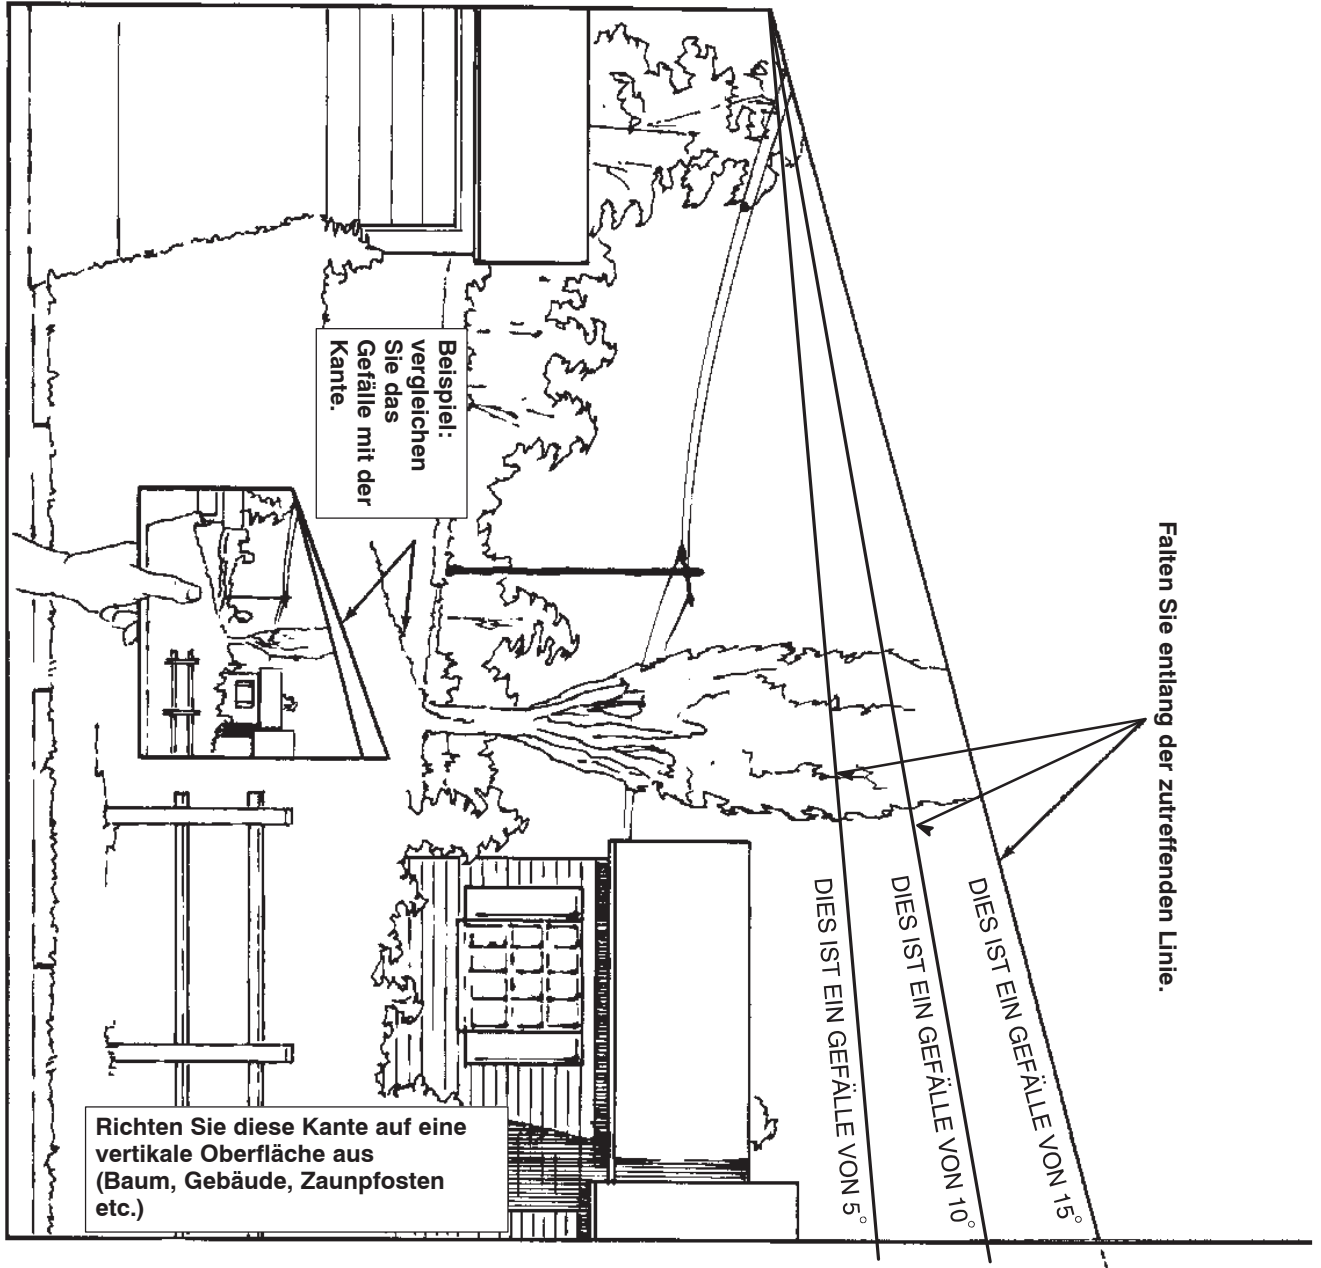 Falten Sie entlang der zutreffenden Linie.
DIES IST EIN GEFÄLLE VON 15°
DIES IST EIN GEFÄLLE VON 10°
DIES IST EIN GEFÄLLE VON 5°
Beispiel:
vergleichen
Sie das
Gefälle mit der
Kante.
Richten Sie diese Kante auf eine
vertikale Oberfläche aus
(Baum, Gebäude, Zaunpfosten
etc.)